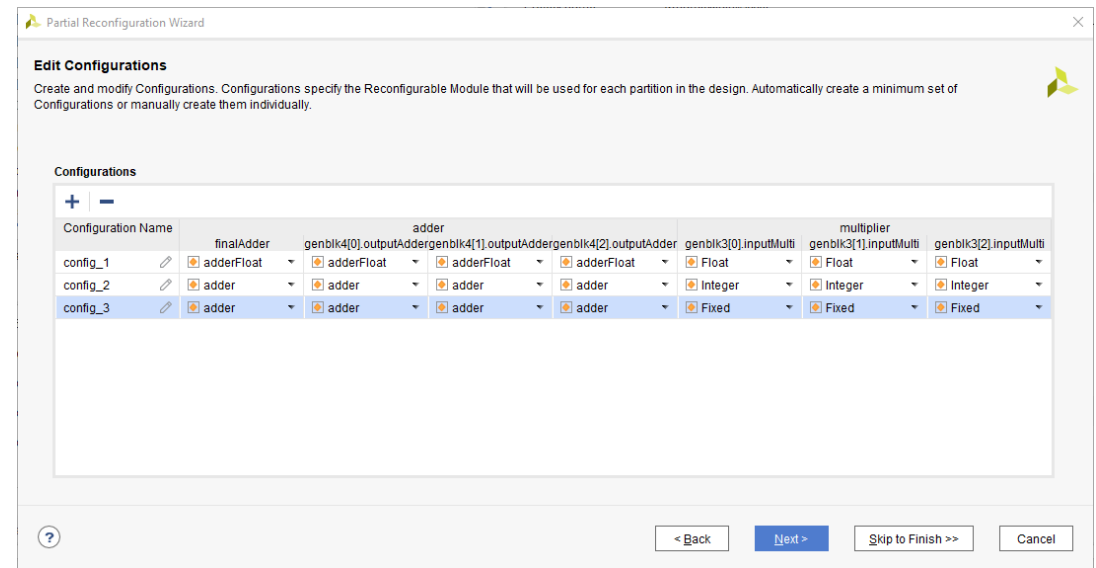 Partial Reconfiguration Wizard
Edit Configurations
Create and modify Configurations. Configurations specify the Reconfigurable Module that will be used for each partition in the design. Automatically create a minimum set of
Configurations or manually create them individually.
Configurations
Configuration Name adder multiplier
finalAdder genblk4[0].outputAdder genblk4[1].outputAdder genblk4[2].outputAdder genblk3[0].inputMulti genblk3[1].inputMulti genblk3[2].inputMulti
config_1 adderFloat adderFloat adderFloat adderFloat Float Float Float
config_2 adder adder adder adder Integer Integer Integer
config_3 adder adder adder adder Fixed Fixed Fixed
? < Back Next > Skip to Finish >> Cancel